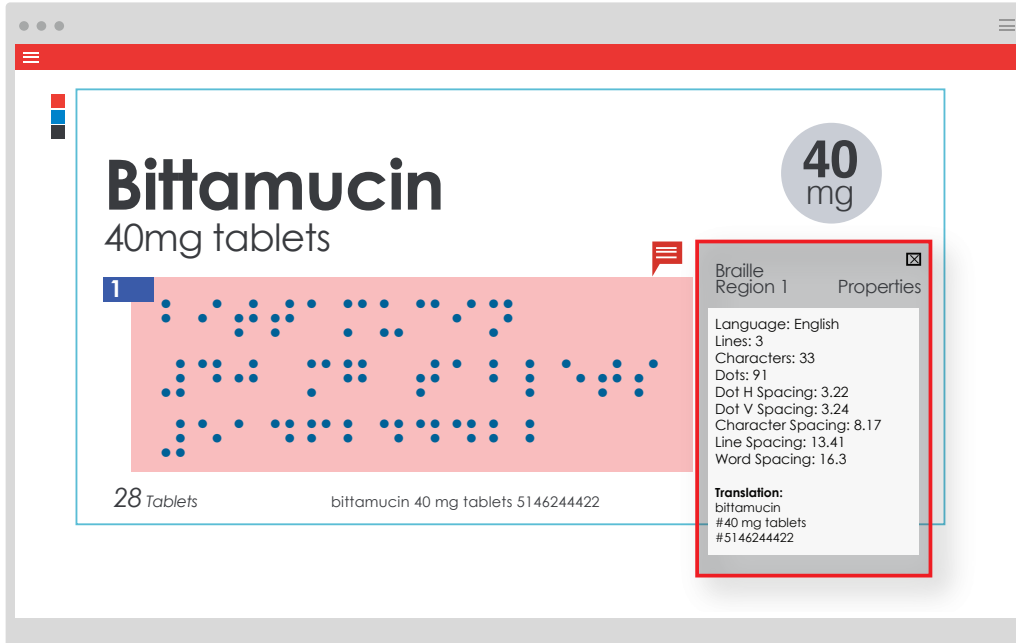 Bittamucin
40mg tablets
40
mg
1
⠃⠊⠞⠞⠁⠍⠥⠉⠊⠝
⠼⠙⠚ ⠍⠛ ⠞⠁⠃⠇⠑⠞⠎
⠼⠑⠁⠙⠋⠃⠙⠙⠙⠃⠃
Braille
Region 1 Properties
Language: English
Lines: 3
Characters: 33
Dots: 91
Dot H Spacing: 3.22
Dot V Spacing: 3.24
Character Spacing: 8.17
Line Spacing: 13.41
Word Spacing: 16.3
Translation:
bittamucin
#40 mg tablets
#5146244422
28 Tablets
bittamucin 40 mg tablets 5146244422